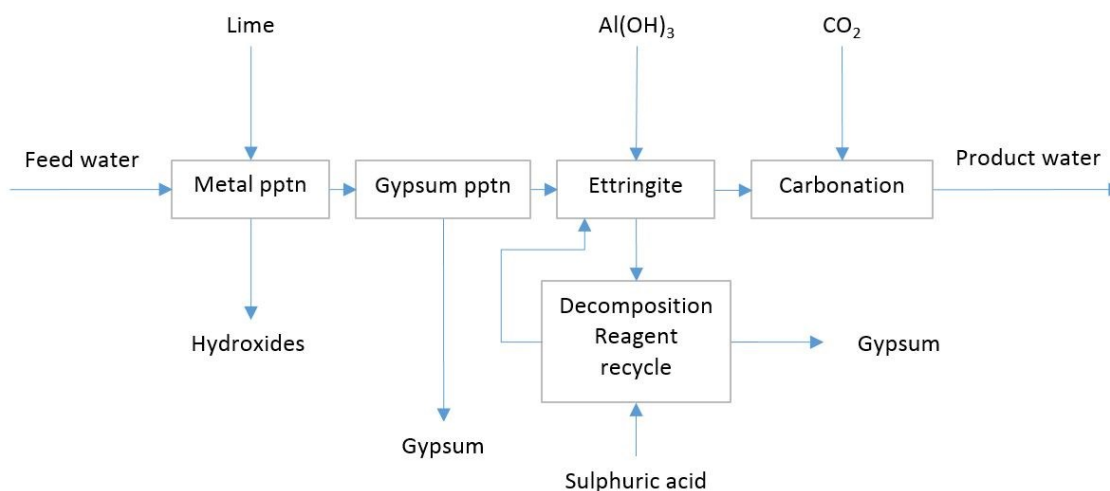 Lime
Al(OH)₃
CO₂
Feed water
Metal pptn
Gypsum pptn
Ettringite
Carbonation
Product water
Hydroxides
Decomposition
Reagent
recycle
Gypsum
Gypsum
Sulphuric acid